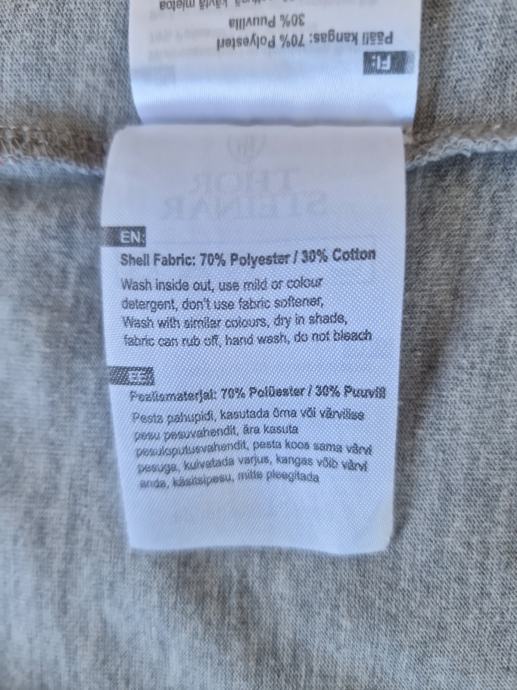 FI:
Pääli kangas: 70% Polyesteri
30% Puuvilla
käytä mietoa
THOR
STEINAR
EN:
Shell Fabric: 70% Polyester / 30% Cotton
Wash inside out, use mild or colour
detergent, don't use fabric softener,
Wash with similar colours, dry in shade,
fabric can rub off, hand wash, do not bleach
EE:
Pealismaterjal: 70% Polüester / 30% Puuvill
Pesta pahupidi, kasutada õrna või värvilise
pesu pesuvahendit, ära kasuta
pesuloputusvahendit, pesta koos sama värvi
pesuga, kuivatada varjus, kangas võib värvi
anda, käsitsipesu, mitte pleegitada